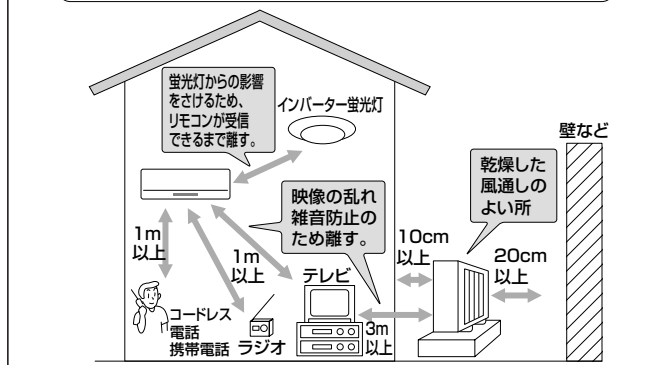 蛍光灯からの影響
をさけるため、
リモコンが受信
できるまで離す。
インバーター蛍光灯
壁など
乾燥した
風通しの
よい所
映像の乱れ
雑音防止の
ため離す。
1m
以上
1m
以上
10cm
以上
20cm
以上
テレビ
コードレス
電話
携帯電話
ラジオ
3m
以上